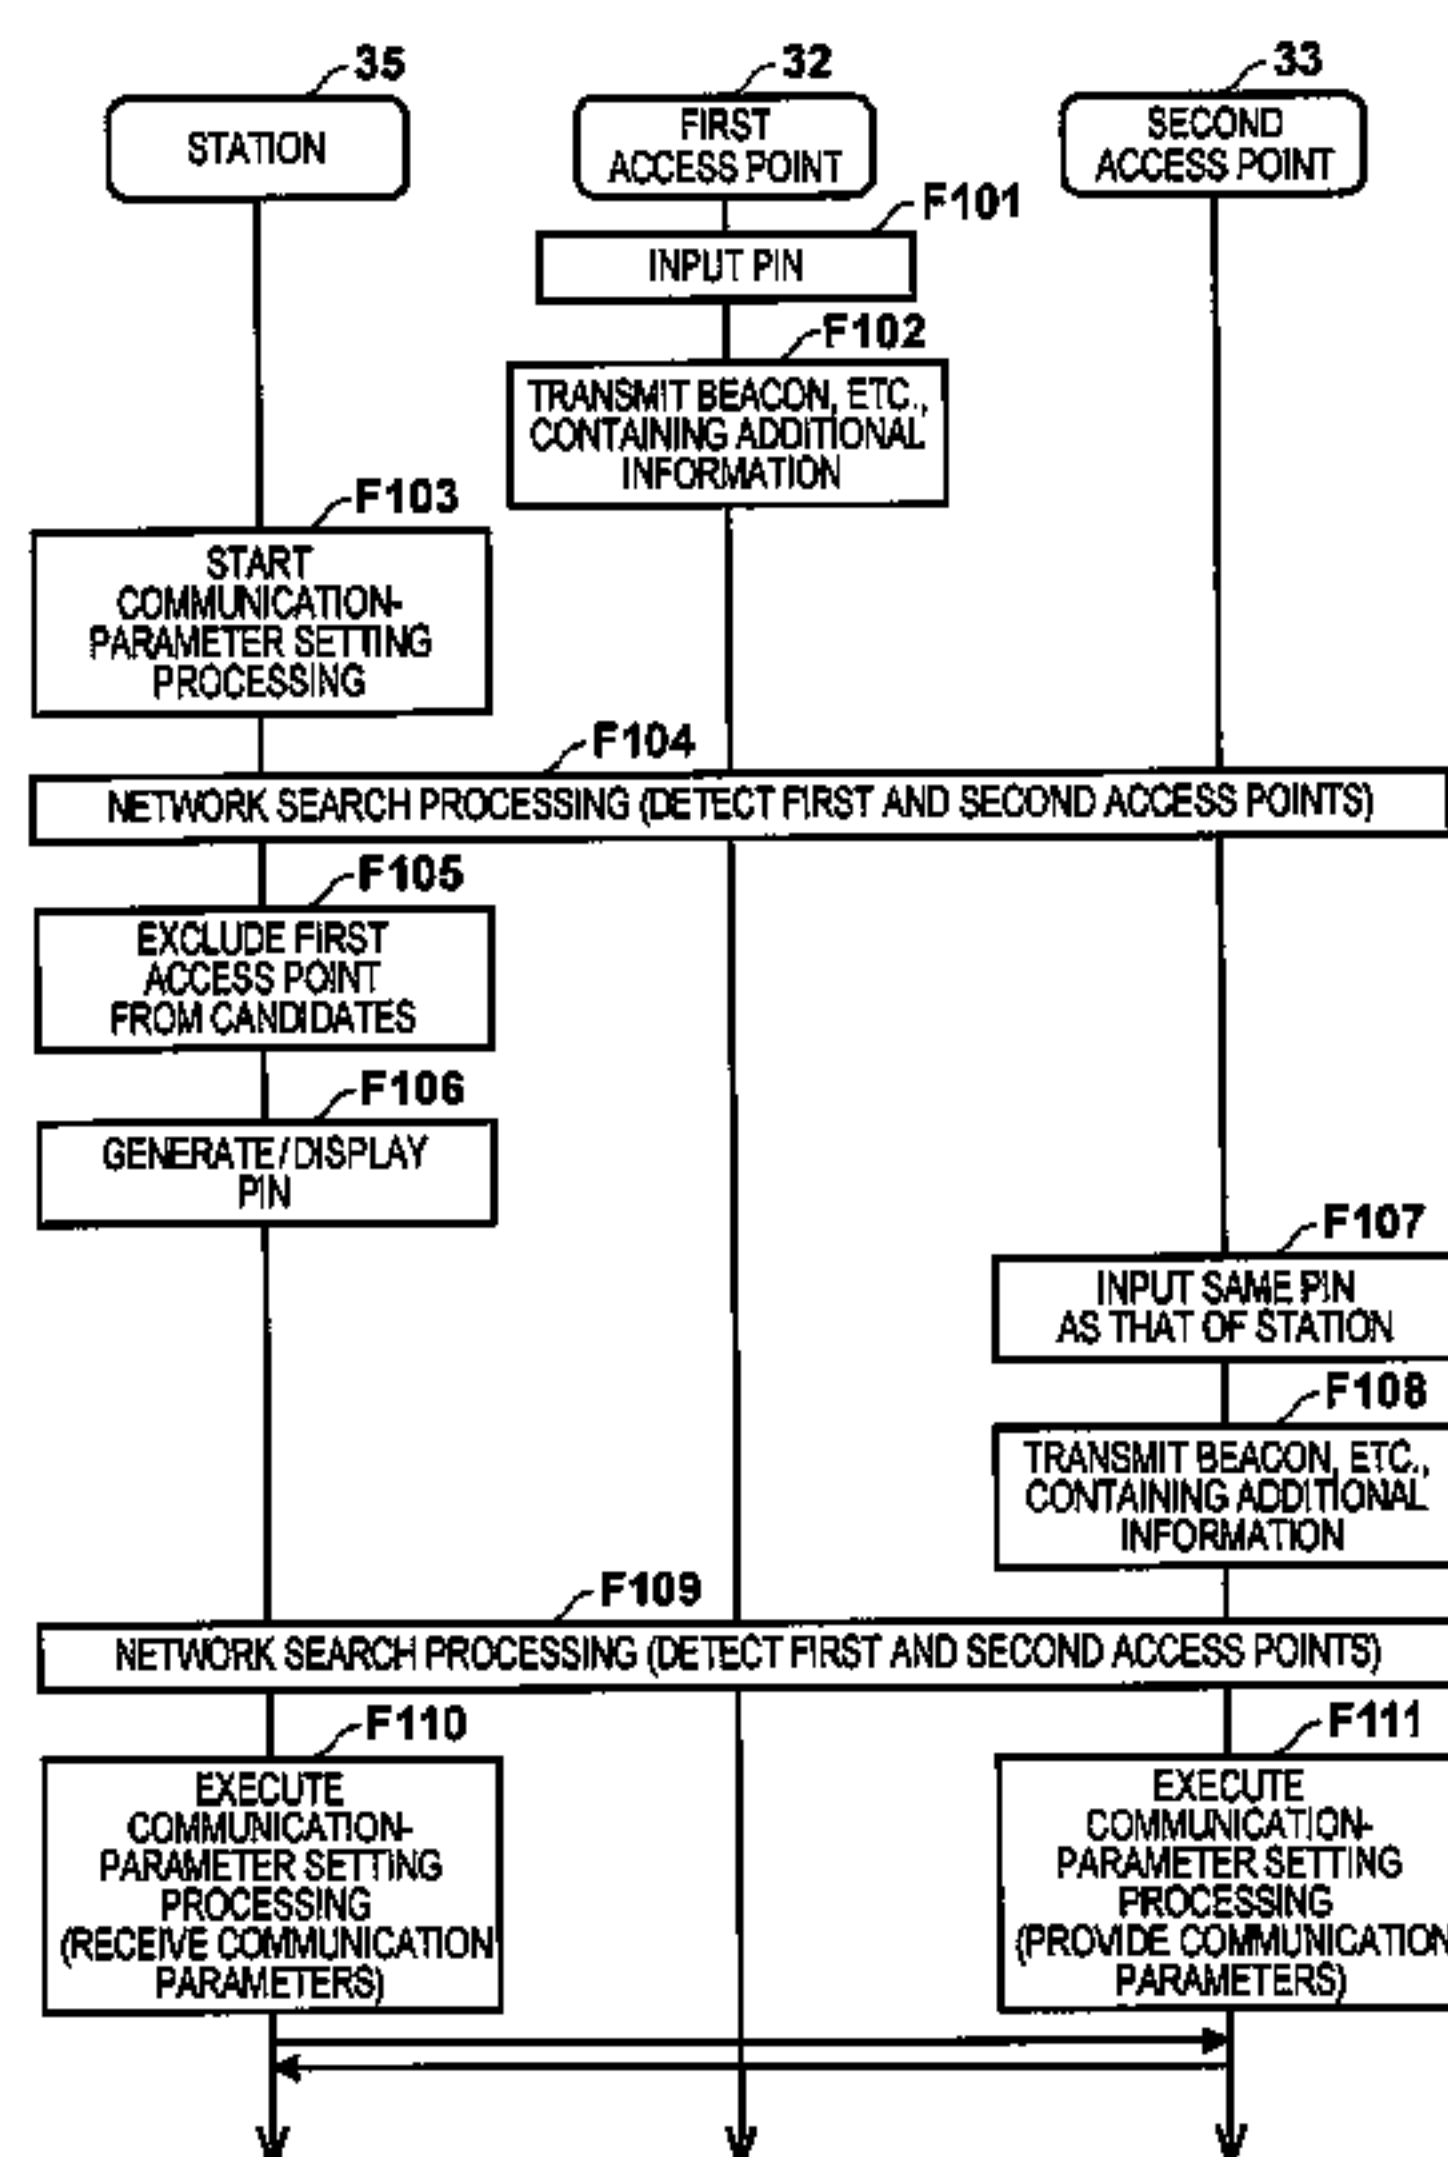 35
32
33
STATION
FIRST
ACCESS POINT
SECOND
ACCESS POINT
F101
INPUT PIN
F102
TRANSMIT BEACON, ETC.,
CONTAINING ADDITIONAL
INFORMATION
F103
START
COMMUNICATION-
PARAMETER SETTING
PROCESSING
F104
NETWORK SEARCH PROCESSING (DETECT FIRST AND SECOND ACCESS POINTS)
F105
EXCLUDE FIRST
ACCESS POINT
FROM CANDIDATES
F106
GENERATE/DISPLAY
PIN
F107
INPUT SAME PIN
AS THAT OF STATION
F108
TRANSMIT BEACON, ETC.,
CONTAINING ADDITIONAL
INFORMATION
F109
NETWORK SEARCH PROCESSING (DETECT FIRST AND SECOND ACCESS POINTS)
F110
EXECUTE
COMMUNICATION-
PARAMETER SETTING
PROCESSING
(RECEIVE COMMUNICATION
PARAMETERS)
F111
EXECUTE
COMMUNICATION-
PARAMETER SETTING
PROCESSING
(PROVIDE COMMUNICATION
PARAMETERS)